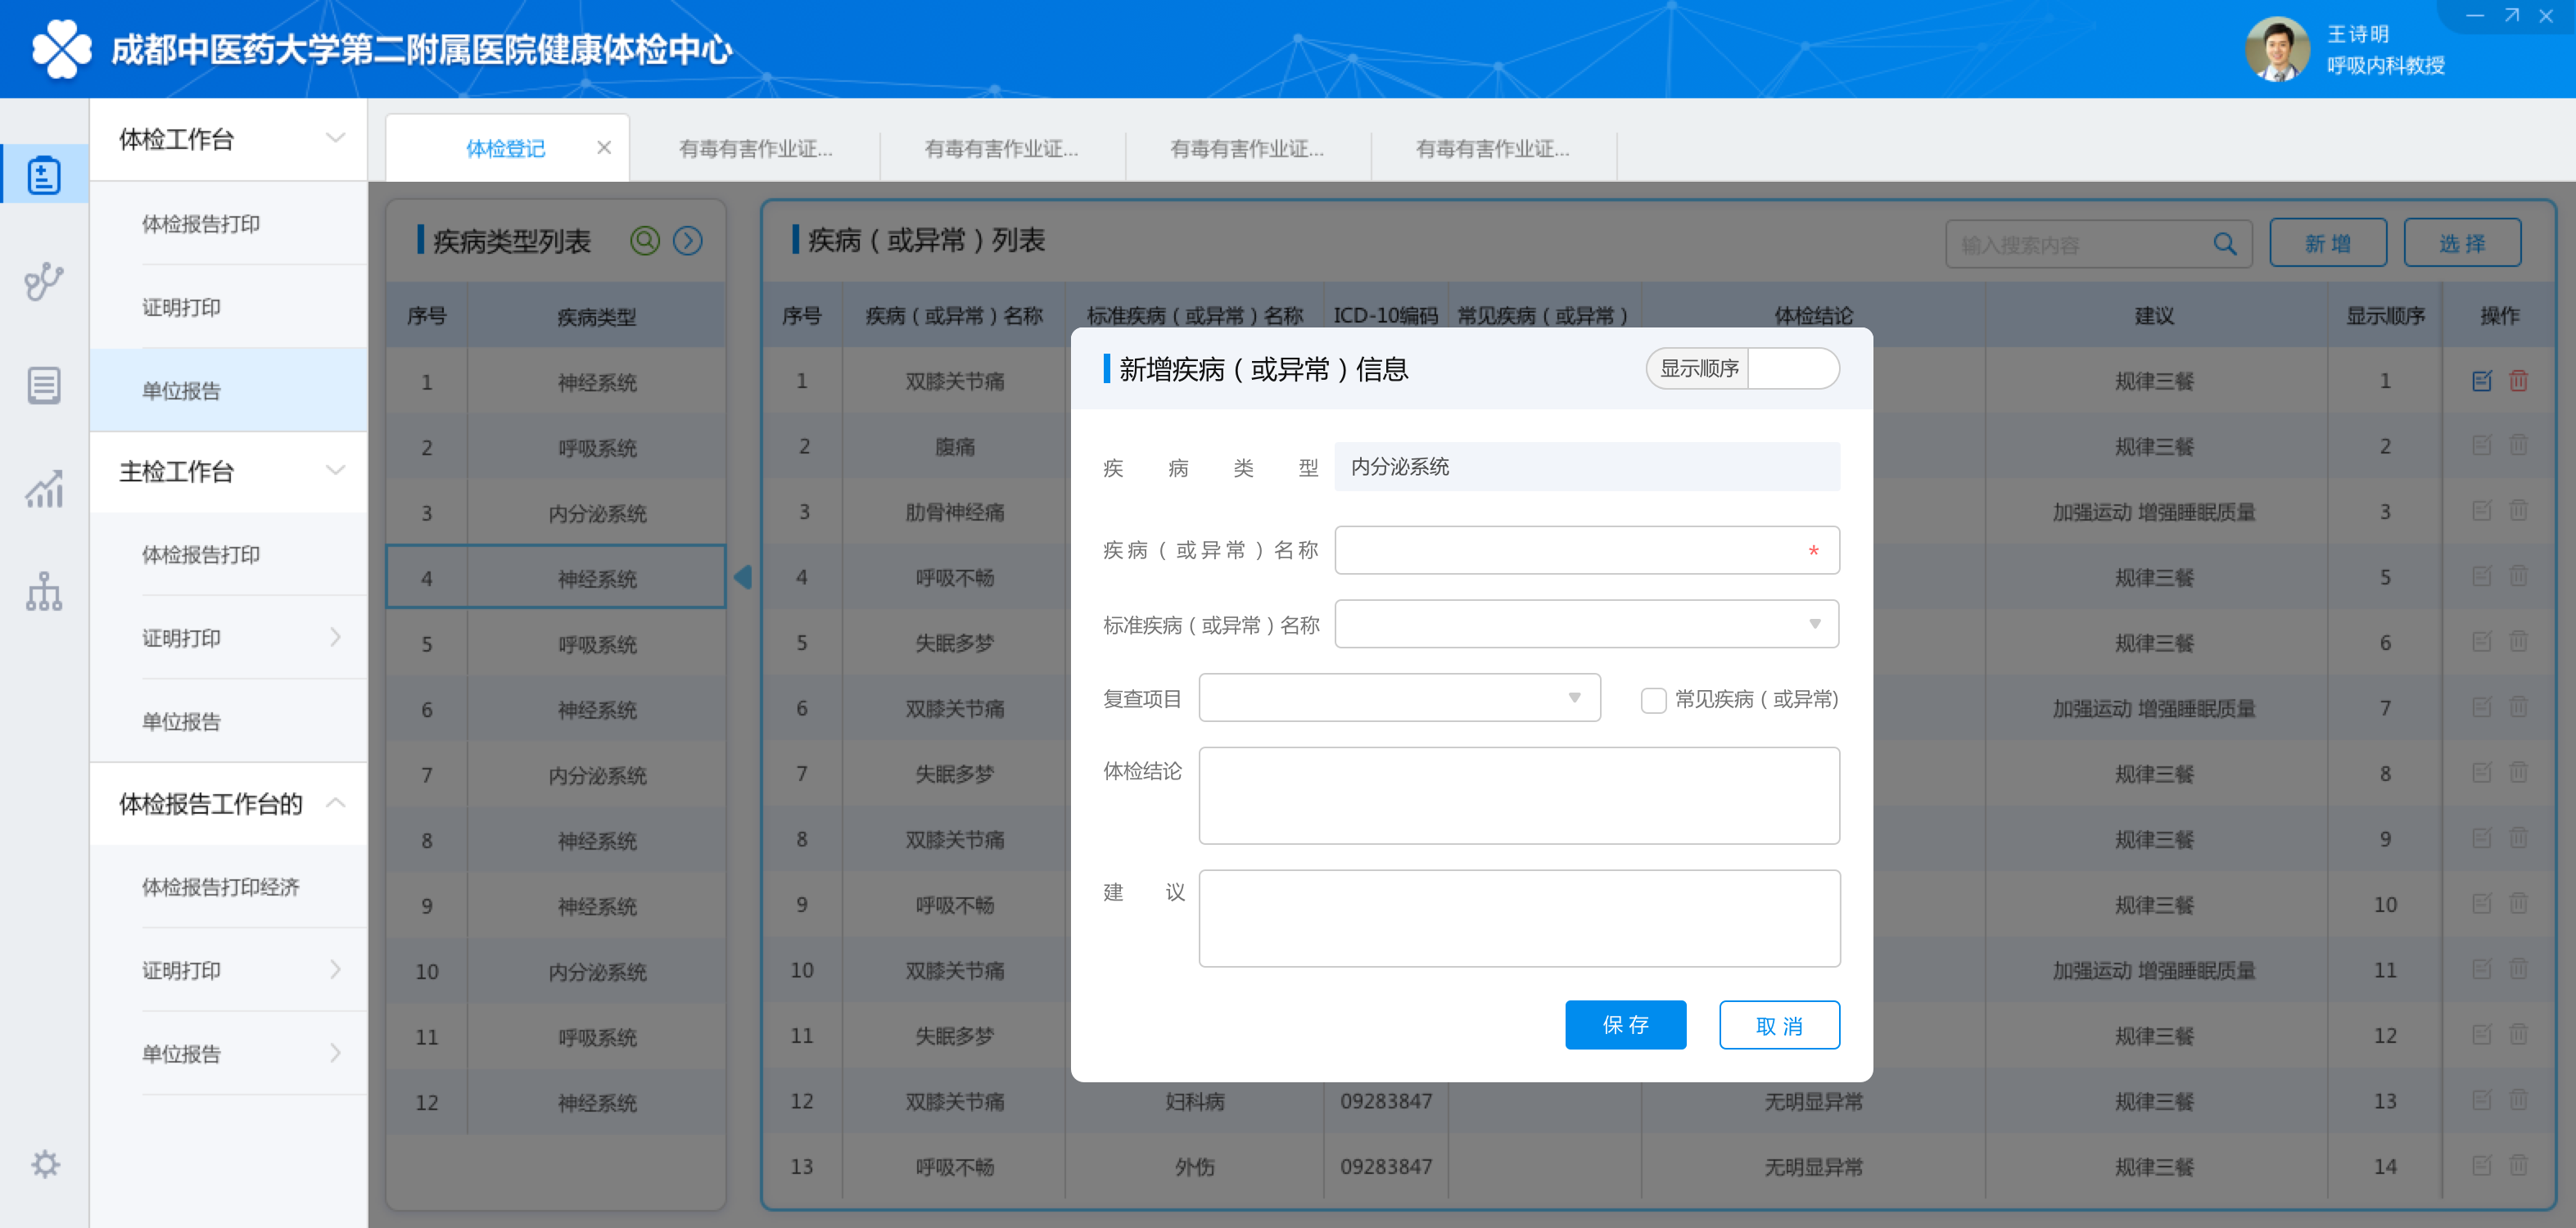 成都中医药大学第二附属医院健康体检中心
王诗明
呼吸内科教授
体检工作台
体检报告打印
证明打印
单位报告
主检工作台
体检报告打印
证明打印
单位报告
体检报告工作台的
体检报告打印经济
证明打印
单位报告
体检登记
有毒有害作业证...
有毒有害作业证...
有毒有害作业证...
有毒有害作业证...
疾病类型列表
序号 疾病类型
1 神经系统
2 呼吸系统
3 内分泌系统
4 神经系统
5 呼吸系统
6 神经系统
7 内分泌系统
8 神经系统
9 神经系统
10 内分泌系统
11 呼吸系统
12 神经系统
疾病（或异常）列表
输入搜索内容
新 增
选 择
序号 疾病（或异常）名称 标准疾病（或异常）名称 ICD-10编码 常见疾病（或异常） 体检结论 建议 显示顺序 操作
1 双膝关节痛 规律三餐 1
2 腹痛 规律三餐 2
3 肋骨神经痛 加强运动 增强睡眠质量 3
4 呼吸不畅 规律三餐 5
5 失眠多梦 规律三餐 6
6 双膝关节痛 加强运动 增强睡眠质量 7
7 失眠多梦 规律三餐 8
8 双膝关节痛 规律三餐 9
9 呼吸不畅 规律三餐 10
10 双膝关节痛 加强运动 增强睡眠质量 11
11 失眠多梦 规律三餐 12
12 双膝关节痛 妇科病 09283847 无明显异常 规律三餐 13
13 呼吸不畅 外伤 09283847 无明显异常 规律三餐 14
新增疾病（或异常）信息
显示顺序
疾病类型 内分泌系统
疾病（或异常）名称 *
标准疾病（或异常）名称
复查项目
常见疾病（或异常)
体检结论
建议
保 存
取 消